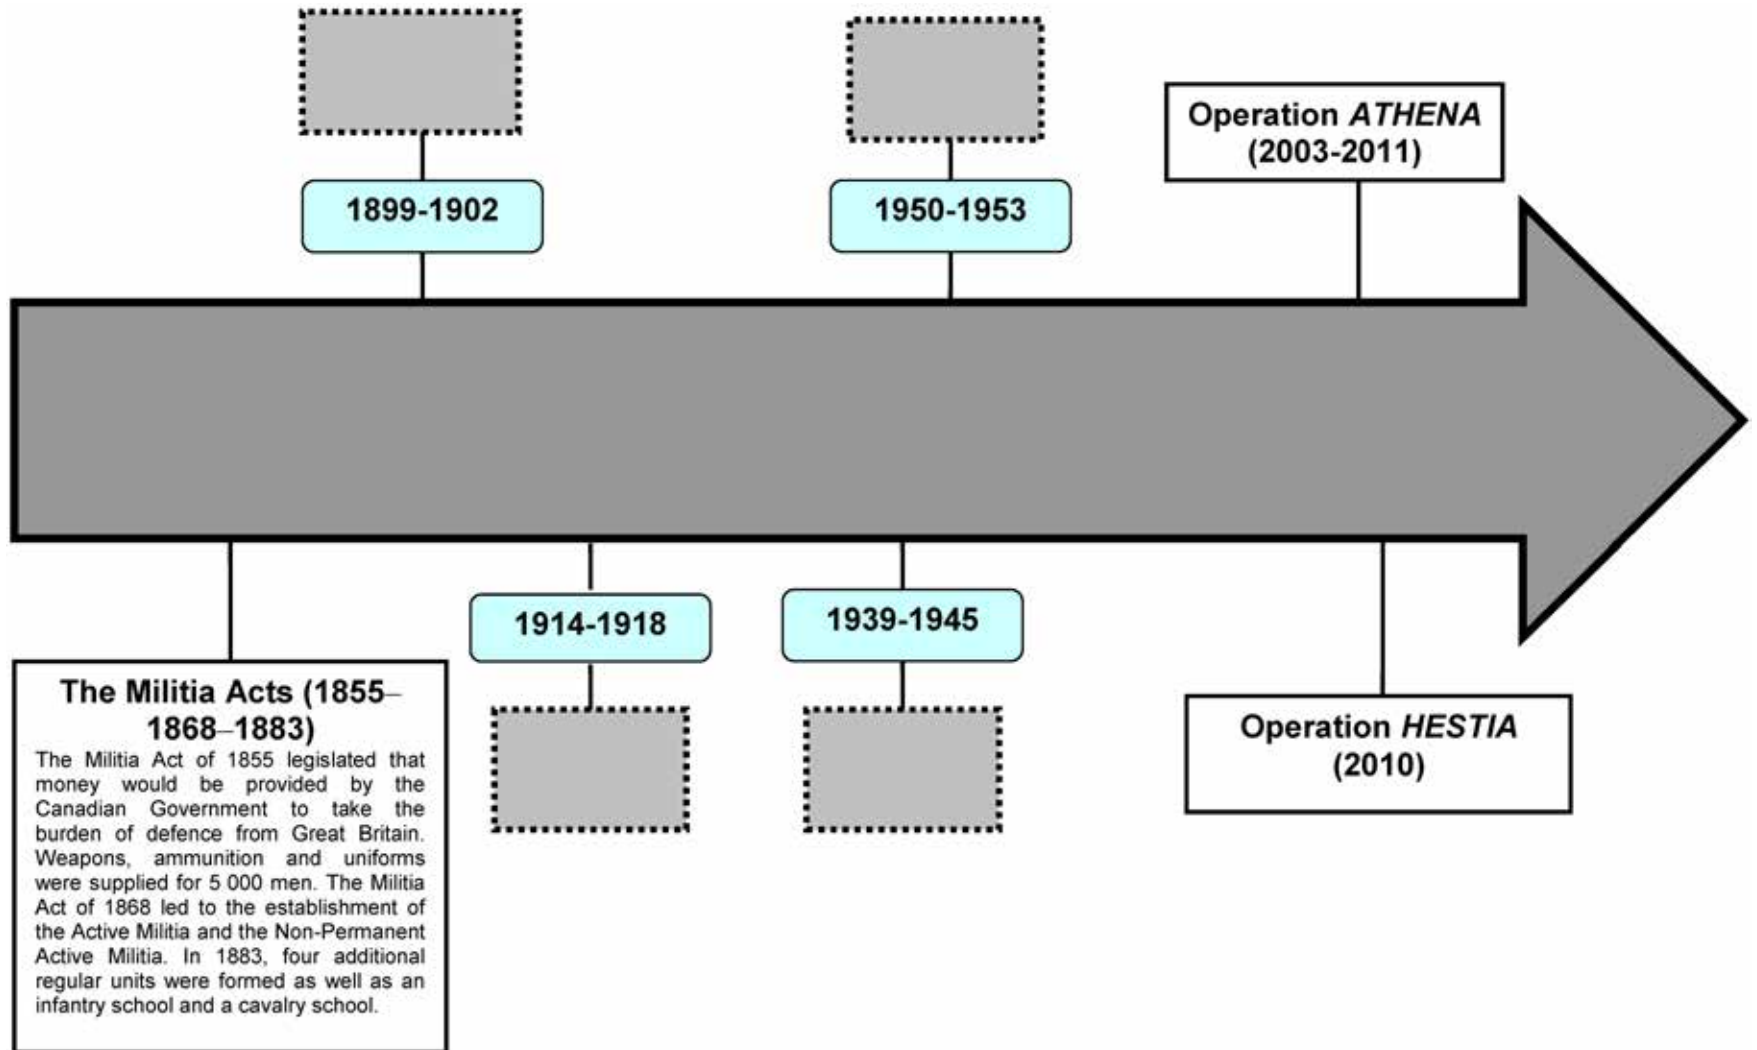 1899-1902
1950-1953
Operation ATHENA
(2003-2011)
1914-1918
1939-1945
The Militia Acts (1855–
1868–1883)
The Militia Act of 1855 legislated that
money would be provided by the
Canadian Government to take the
burden of defence from Great Britain.
Weapons, ammunition and uniforms
were supplied for 5 000 men. The Militia
Act of 1868 led to the establishment of
the Active Militia and the Non-Permanent
Active Militia. In 1883, four additional
regular units were formed as well as an
infantry school and a cavalry school.
Operation HESTIA
(2010)